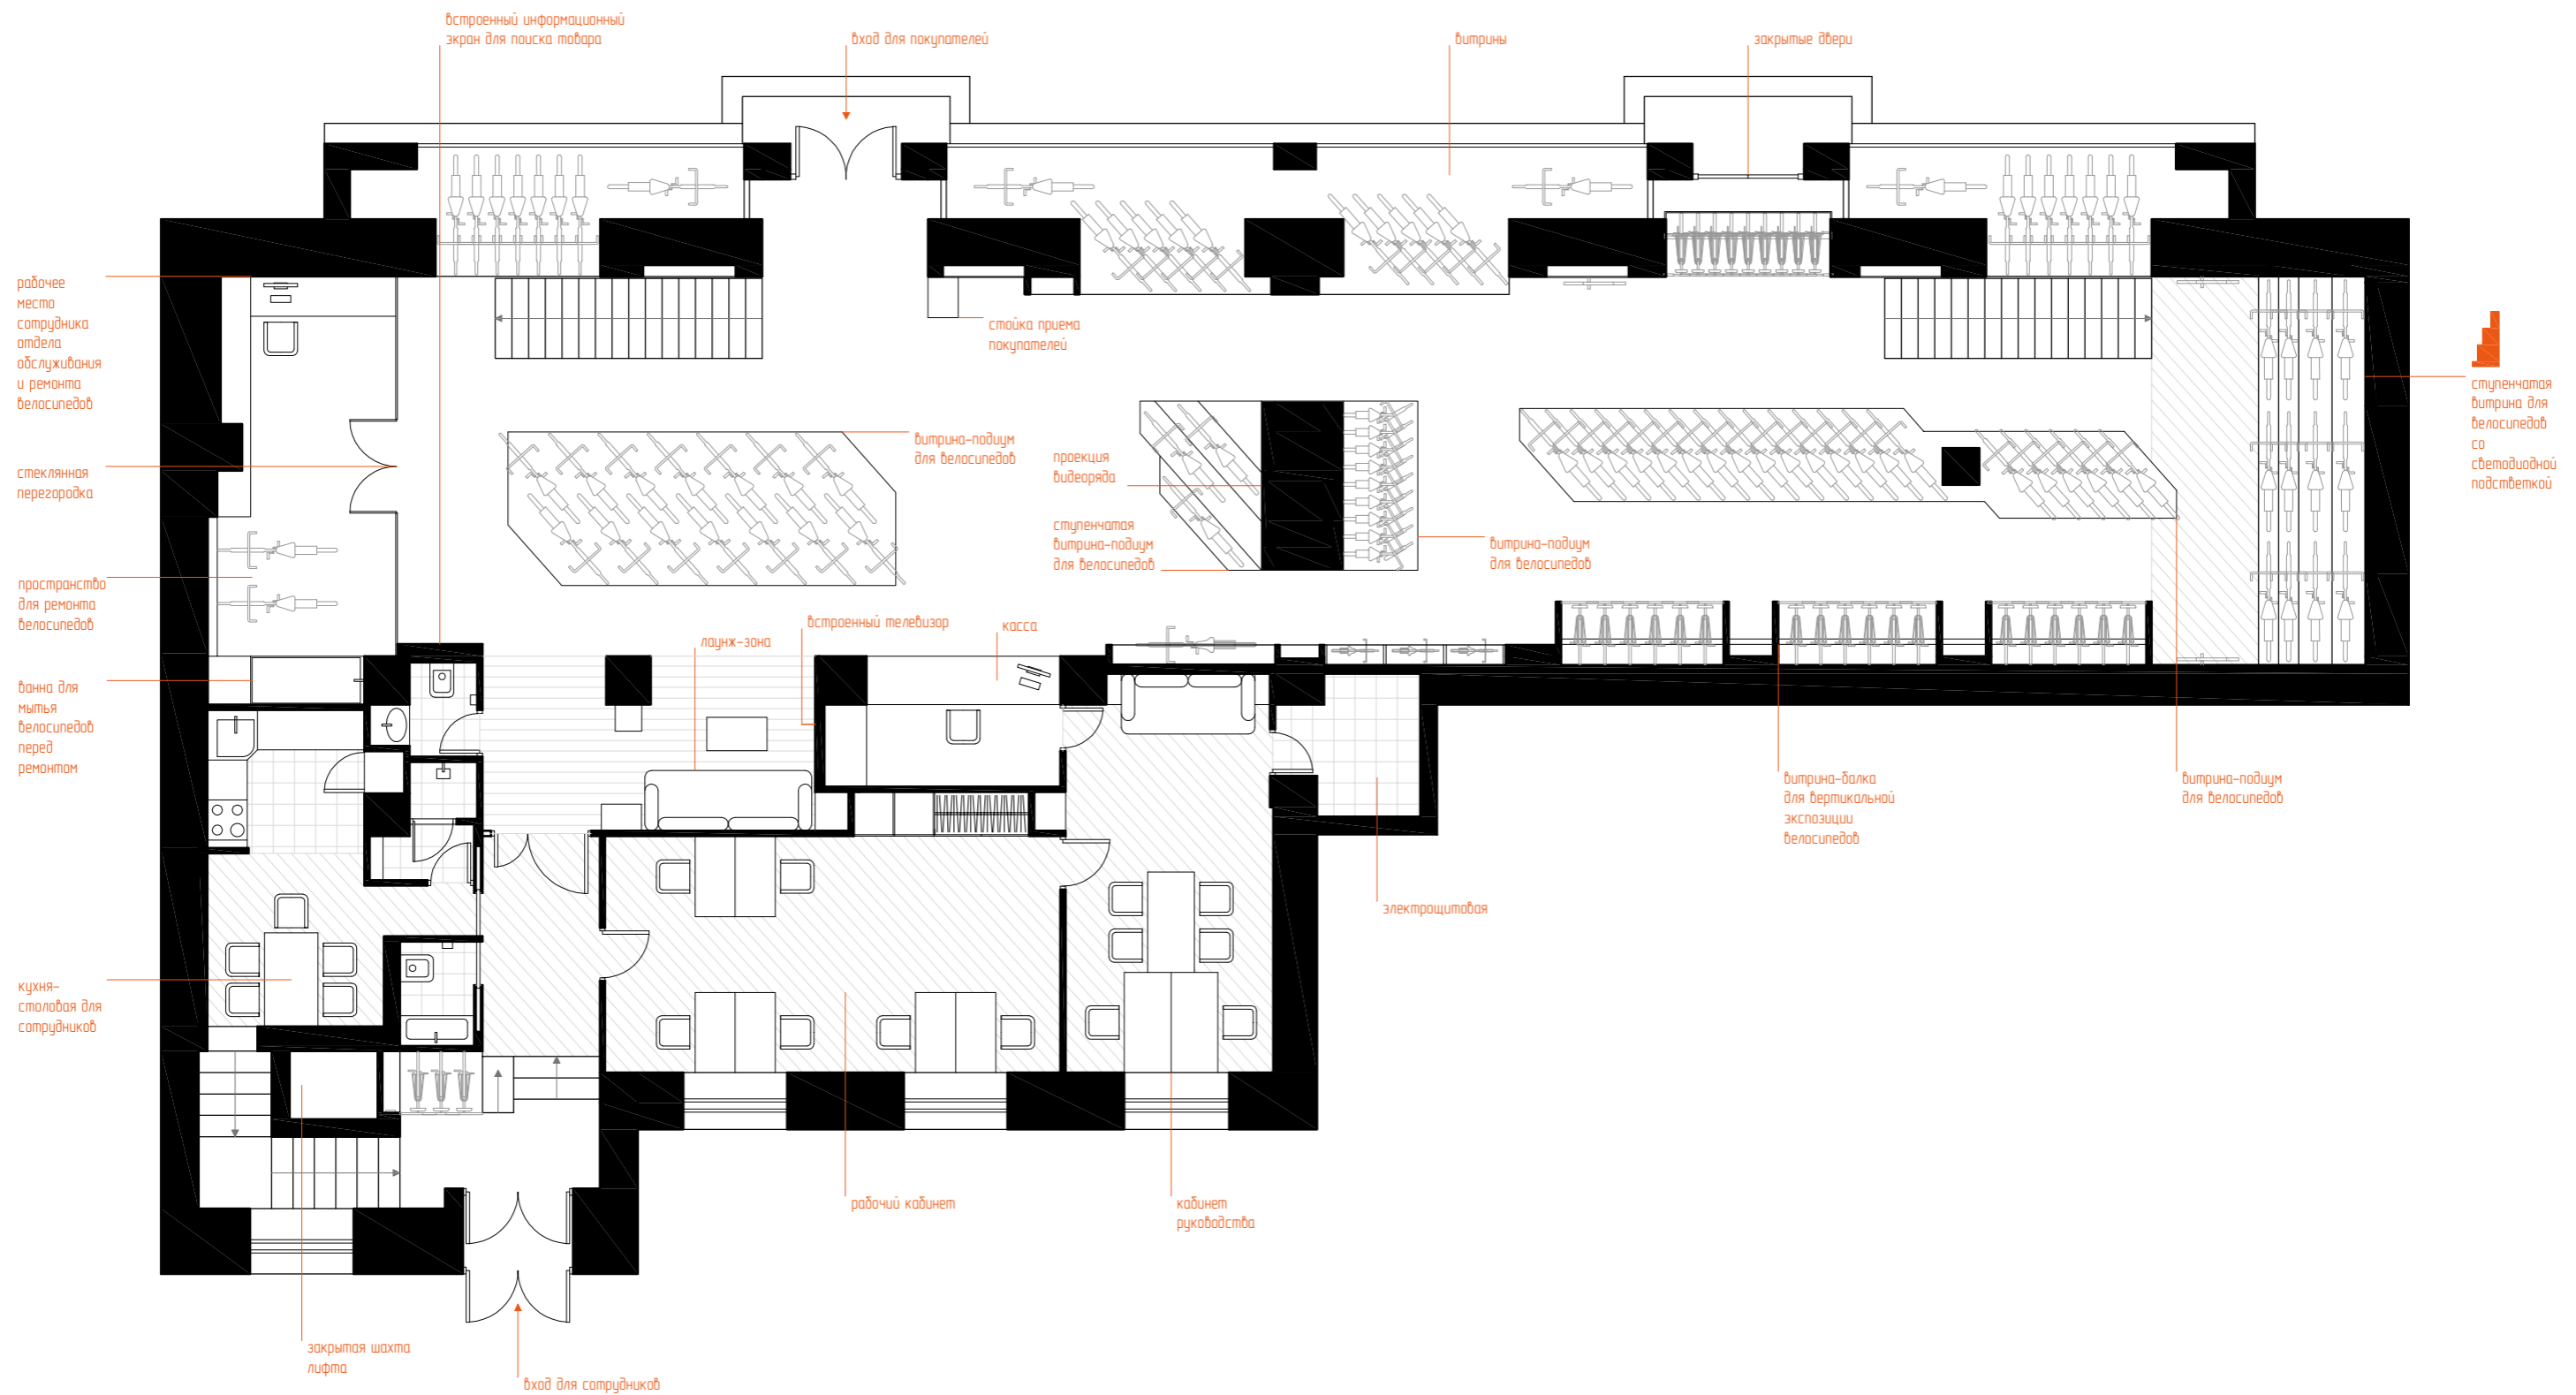 встроенный информационный
экран для поиска товара
вход для покупателей
витрины
закрытые двери
рабочее
место
сотрудника
отдела
обслуживания
и ремонта
велосипедов
стойка приема
покупателей
ступенчатая
витрина для
велосипедов
со
светодиодной
подстветкой
стеклянная
перегородка
витрина-подиум
для велосипедов
проекция
видеоряда
ступенчатая
витрина-подиум
для велосипедов
витрина-подиум
для велосипедов
пространство
для ремонта
велосипедов
лаунж-зона
встроенный телевизор
касса
ванна для
мытья
велосипедов
перед
ремонтом
витрина-балка
для вертикальной
экспозиции
велосипедов
витрина-подиум
для велосипедов
электрощитовая
кухня-
столовая для
сотрудников
рабочий кабинет
кабинет
руководства
закрытая шахта
лифта
вход для сотрудников